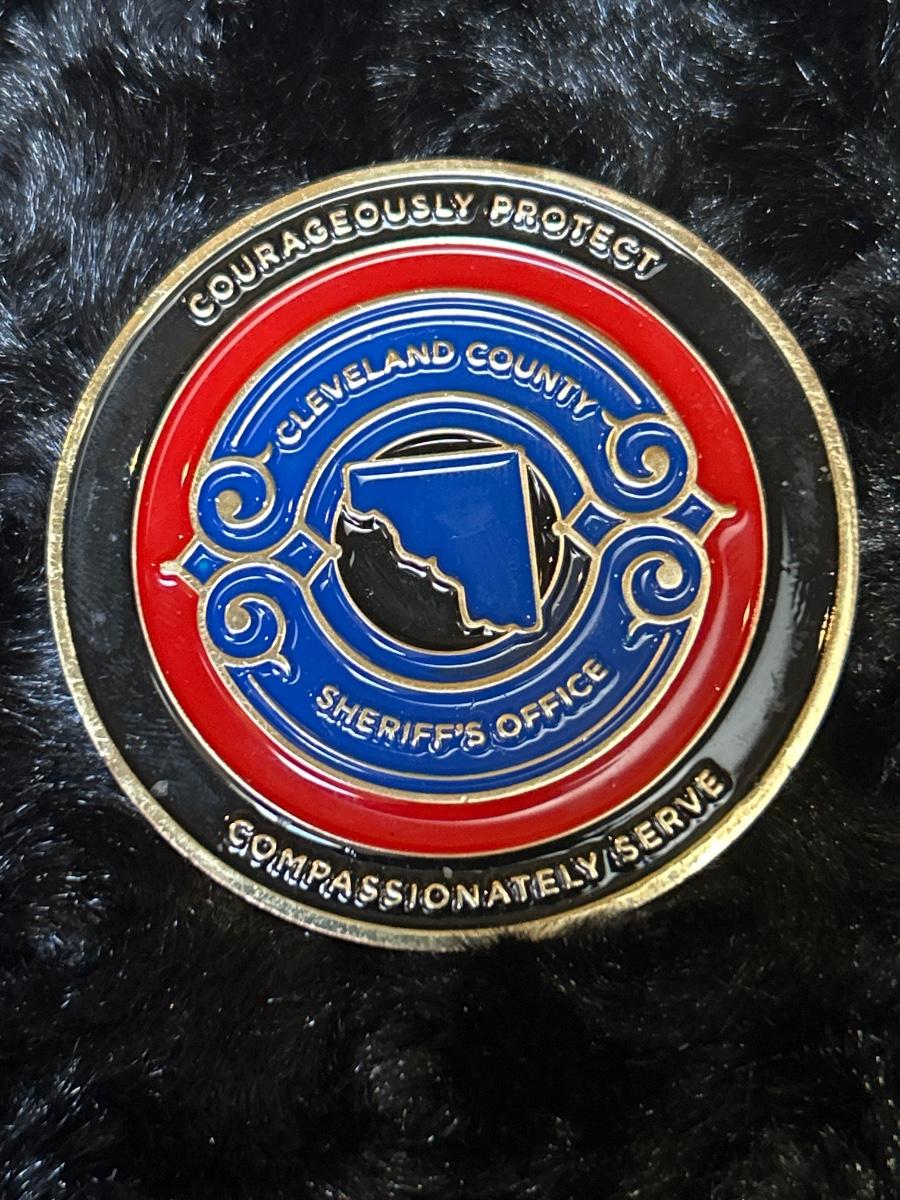 COURAGEOUSLY PROTECT
CLEVELAND COUNTY
SHERIFF'S OFFICE
COMPASSIONATELY SERVE